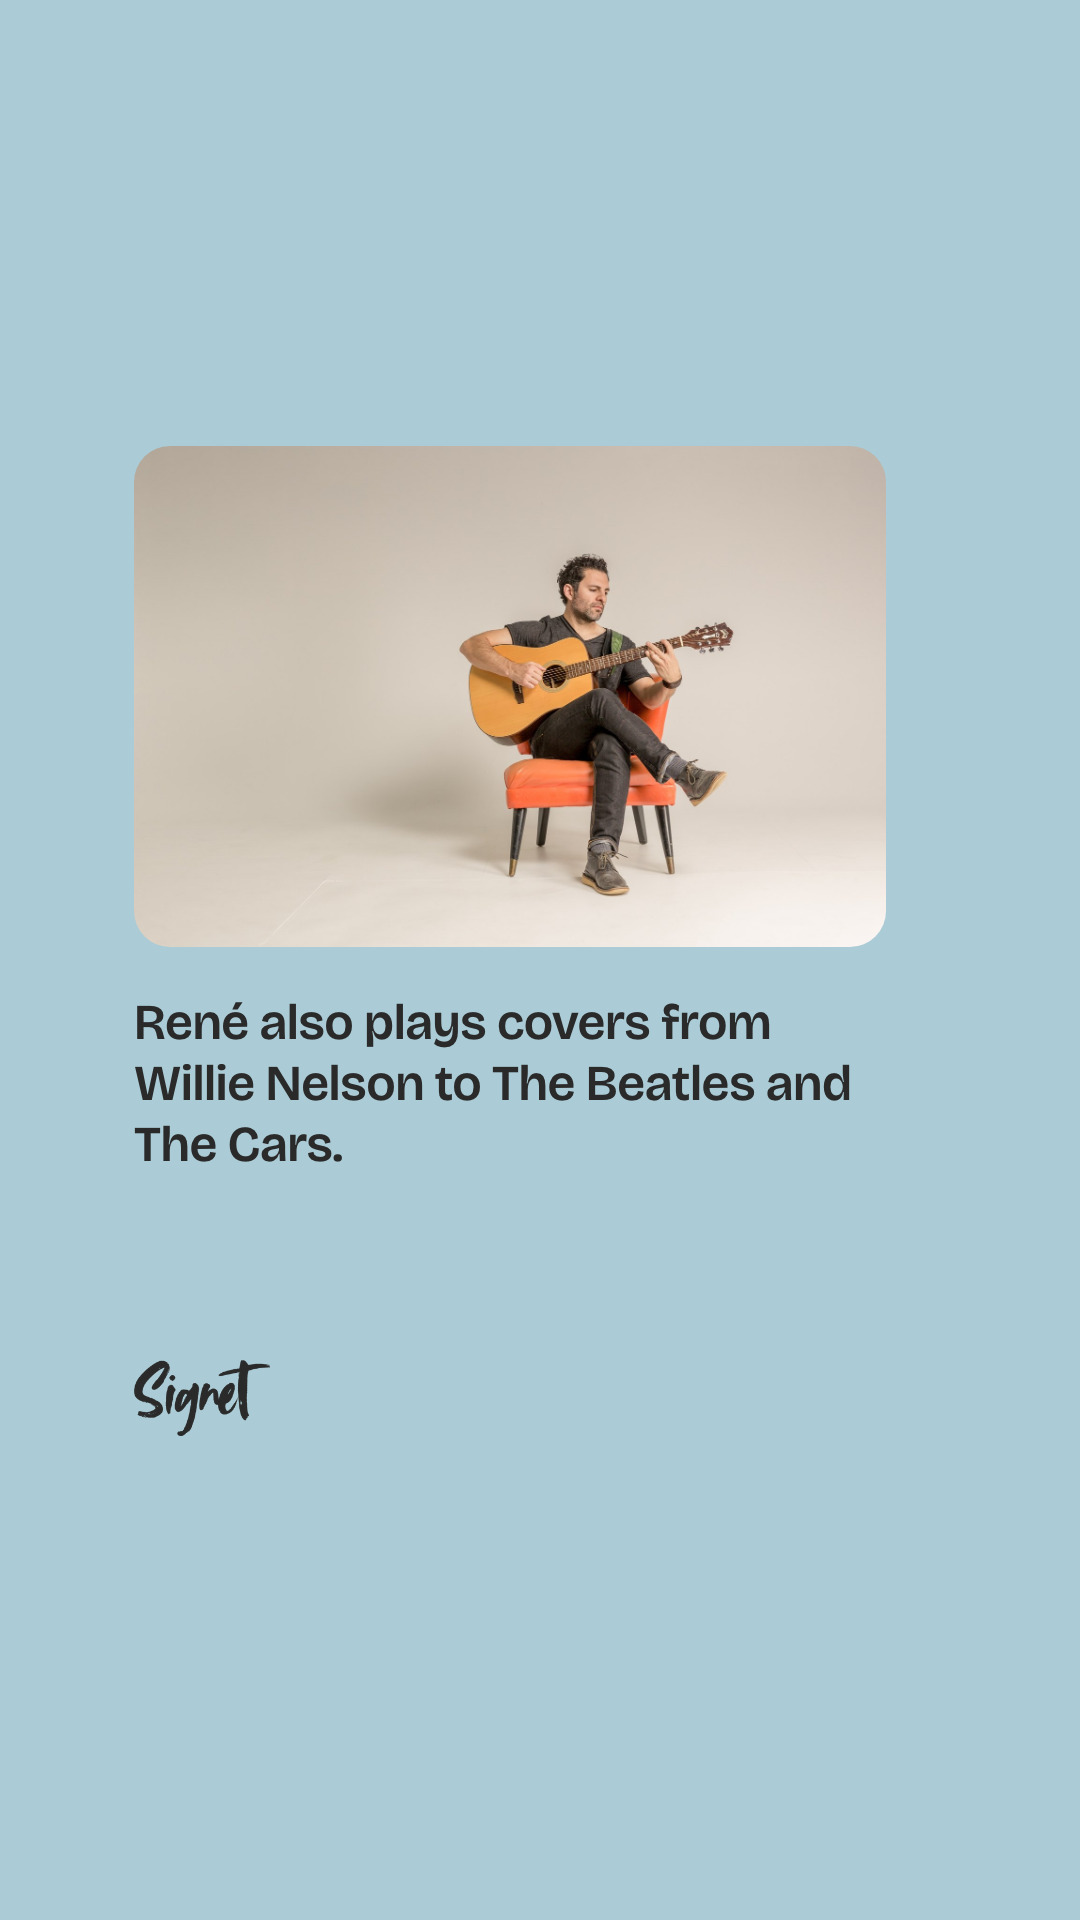 René also plays covers from
Willie Nelson to The Beatles and
The Cars.
Signet